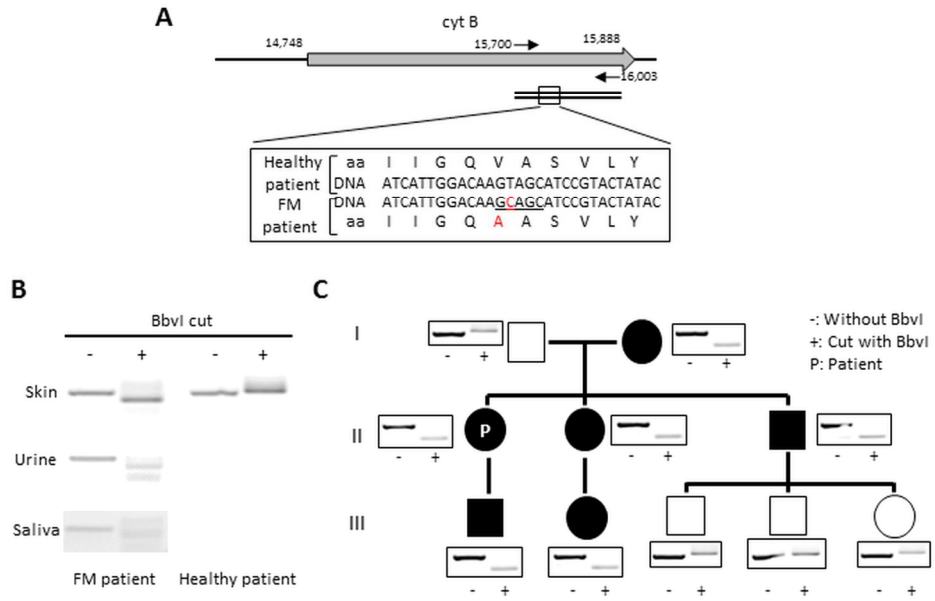 A
cyt B
14,748
15,700
15,888
16,003
Healthy patient aa I I G Q V A S V L Y
DNA ATCATTGGACAAGTAGCATCCGTACTATAC
FM patient DNA ATCATTGGACAAGCAGCATCCGTACTATAC
aa I I G Q A A S V L Y
B
BbvI cut
- + - +
Skin
Urine
Saliva
FM patient Healthy patient
C
-: Without BbvI
+: Cut with BbvI
P: Patient
I
- + - +
II
P
- + - + - +
III
- + - + - + - + - +